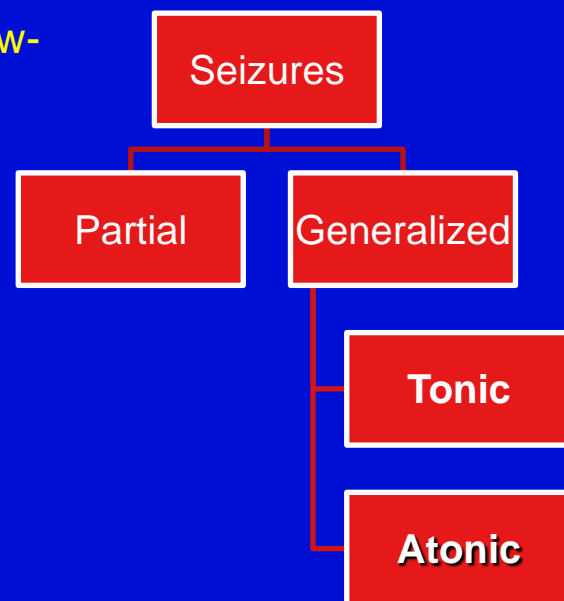 w-
Seizures
Partial
Generalized
Tonic
Atonic